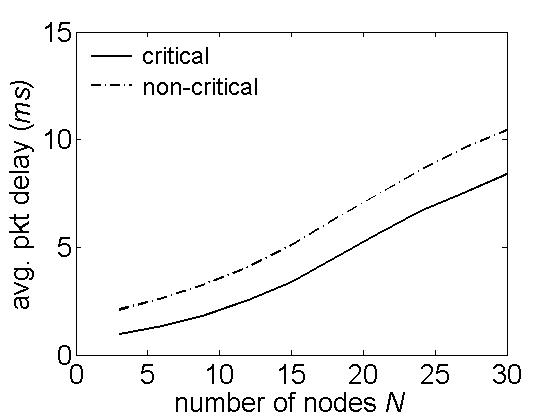 15
critical
non-critical
10
avg. pkt delay (ms)
5
0
0 5 10 15 20 25 30
number of nodes N